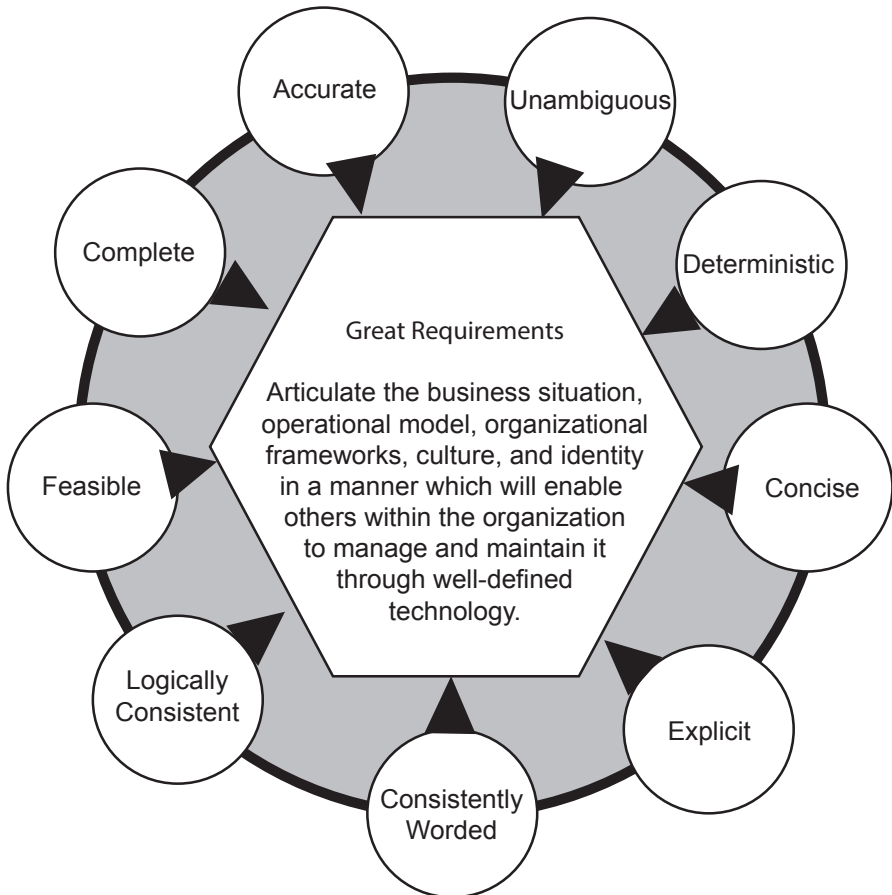 Accurate
Unambiguous
Complete
Deterministic
Great Requirements
Articulate the business situation,
operational model, organizational
frameworks, culture, and identity
in a manner which will enable
others within the organization
to manage and maintain it
through well-defined
technology.
Feasible
Concise
Logically
Consistent
Explicit
Consistently
Worded